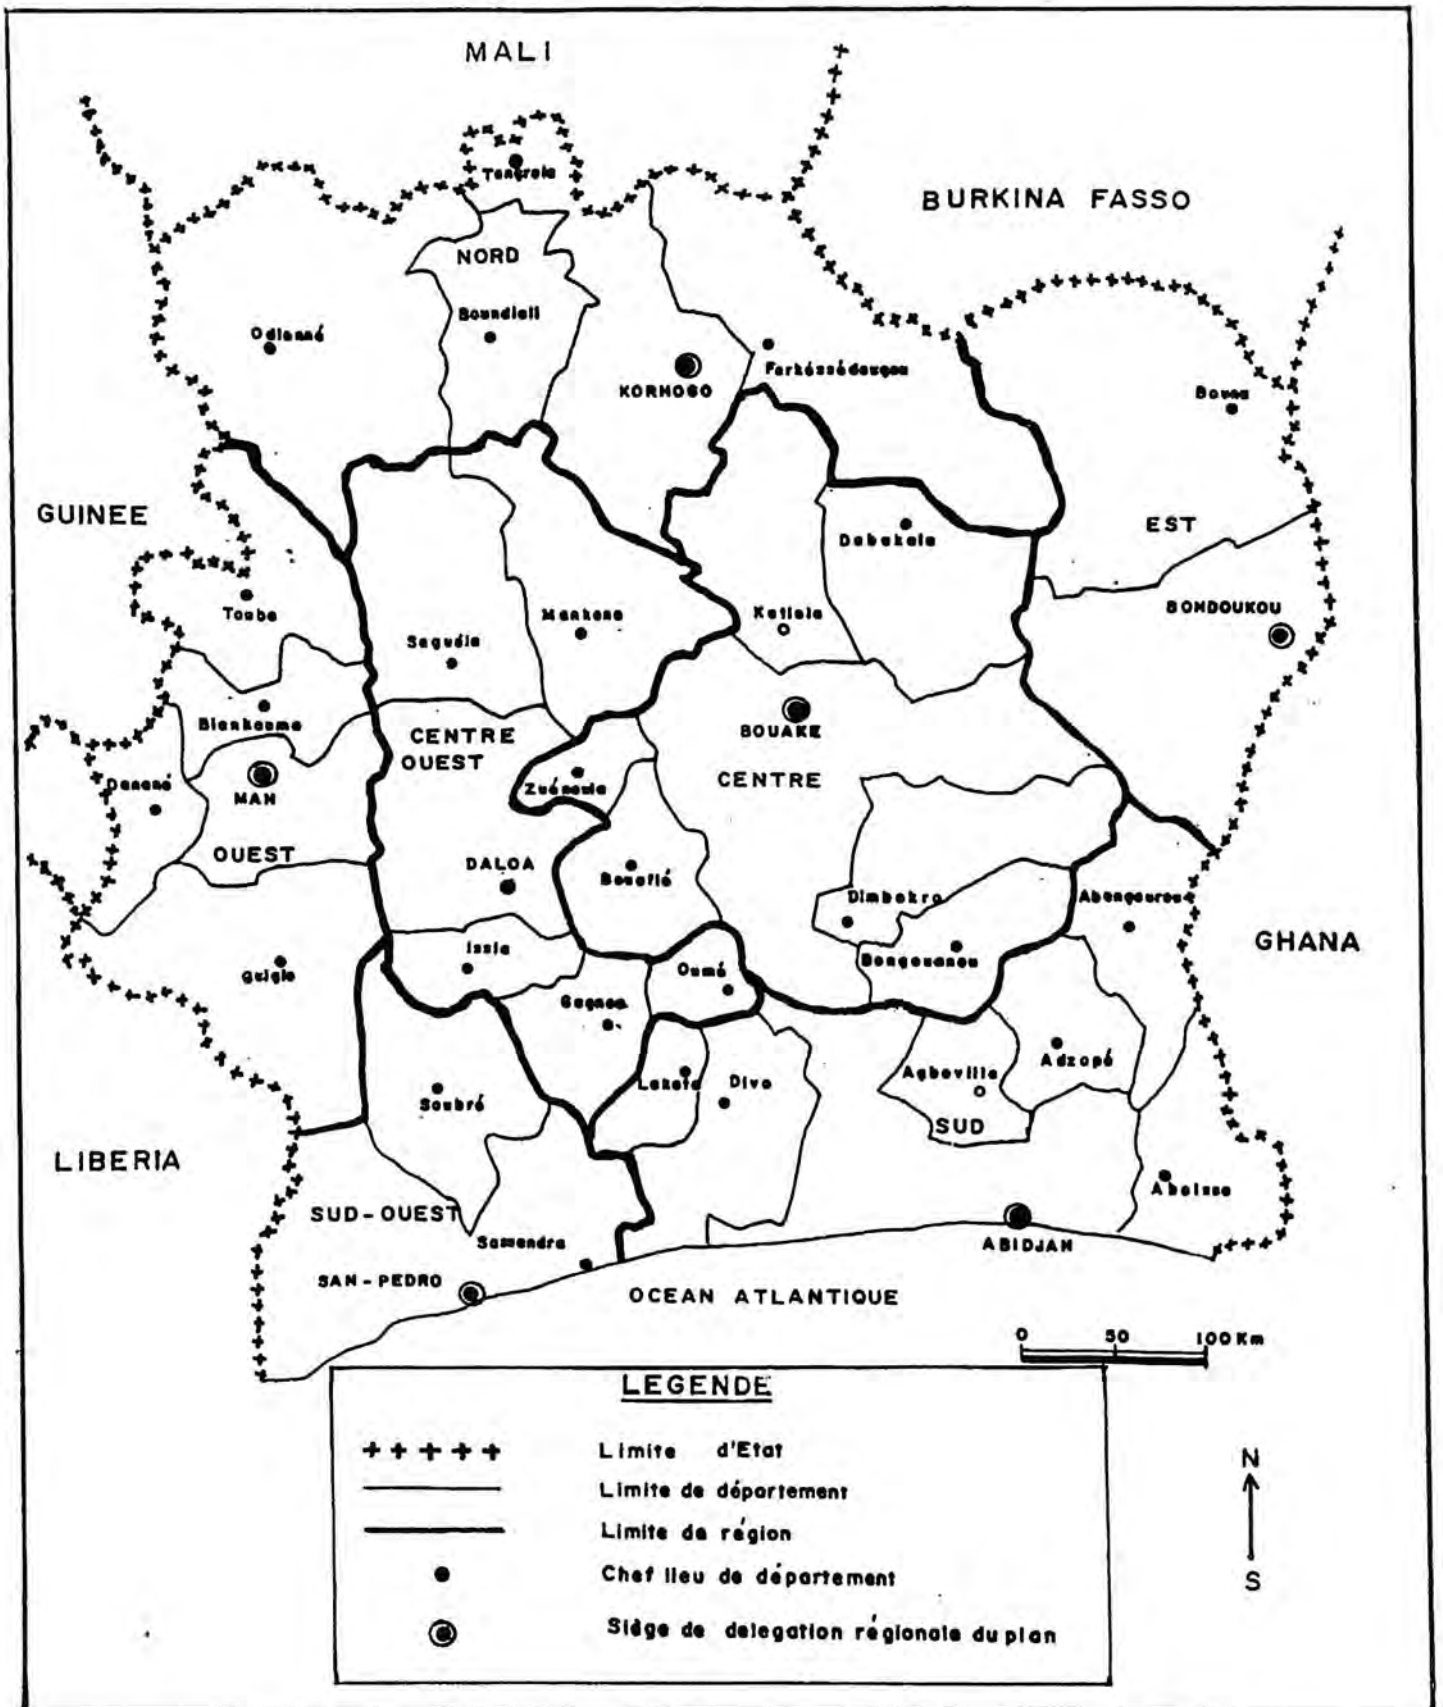 MALI
BURKINA FASSO
Tengrela
NORD
Boundiali
Odienné
KORHOGO
Ferkéssédougou
Bouna
GUINEE
EST
Dabakala
Touba
Mankono
Katiola
BONDOUKOU
Seguéla
Biankouma
CENTRE
OUEST
BOUAKE
CENTRE
Danané
MAN
Zuénoula
OUEST
DALOA
Bouaflé
Dimbokro
Abengourou
GHANA
Issia
Bongouanou
Guiglo
Oumé
Gagnoa
Adzopé
Agboville
Lakota
Divo
Soubré
SUD
LIBERIA
Aboisso
SUD-OUEST
Sassandra
ABIDJAN
SAN-PEDRO
OCEAN ATLANTIQUE
0 50 100 Km
LEGENDE
Limite d'Etat
Limite de département
Limite de région
Chef lieu de département
Siège de delegation régionale du plan
N
S